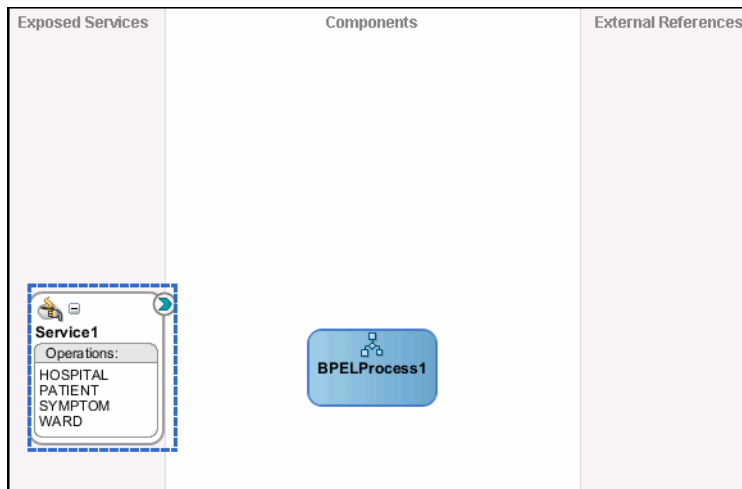 Exposed Services
Components
External References
Service1
Operations:
HOSPITAL
PATIENT
SYMPTOM
WARD
BPELProcess1